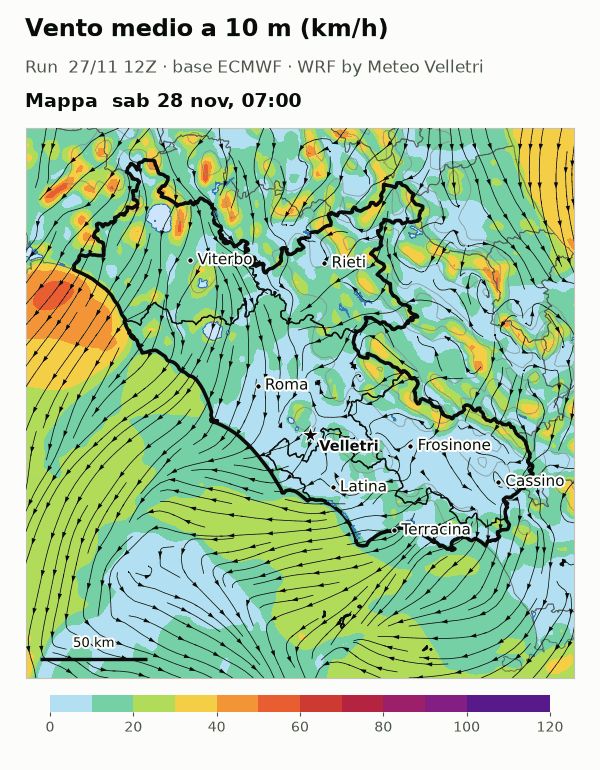 Vento medio a 10 m (km/h)
Run 27/11 12Z · base ECMWF · WRF by Meteo Velletri
Mappa sab 28 nov, 07:00
Viterbo
Rieti
Roma
Velletri
Frosinone
Latina
Cassino
Terracina
50 km
0 20 40 60 80 100 120